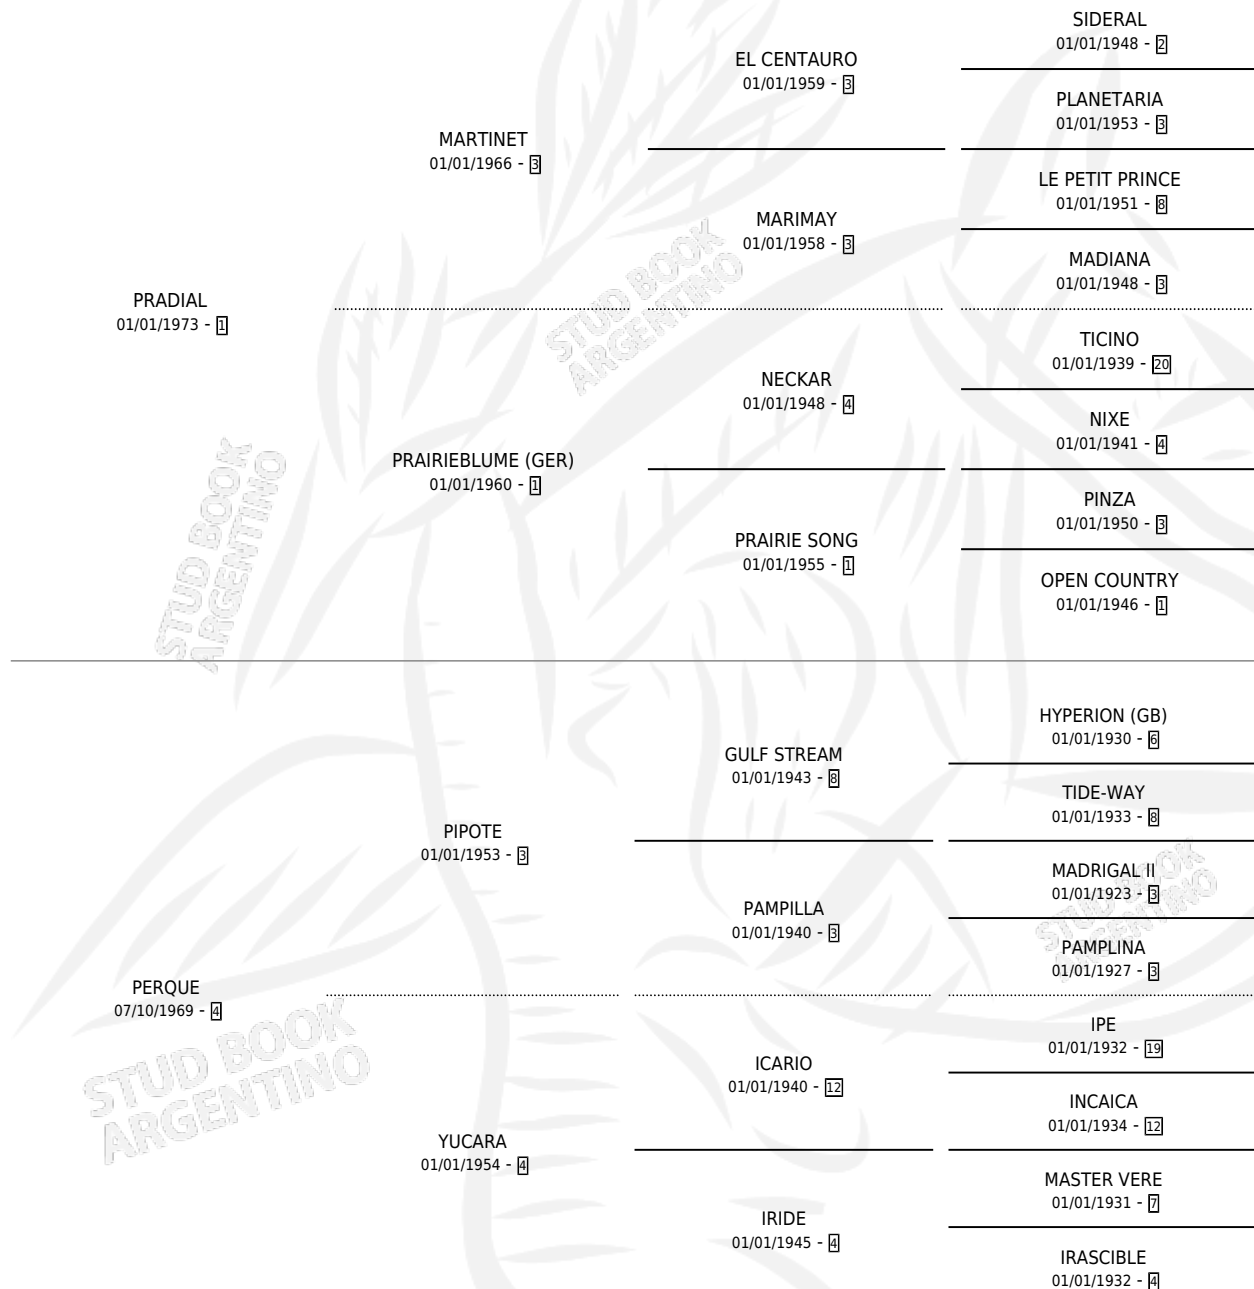 SIDERAL
01/01/1948 - 2
EL CENTAURO
01/01/1959 - 3
PLANETARIA
01/01/1953 - 3
MARTINET
01/01/1966 - 3
LE PETIT PRINCE
01/01/1951 - 8
MARIMAY
01/01/1958 - 3
MADIANA
01/01/1948 - 3
PRADIAL
01/01/1973 - 1
TICINO
01/01/1939 - 20
NECKAR
01/01/1948 - 4
NIXE
01/01/1941 - 4
PRAIRIEBLUME (GER)
01/01/1960 - 1
PINZA
01/01/1950 - 3
PRAIRIE SONG
01/01/1955 - 1
OPEN COUNTRY
01/01/1946 - 1
HYPERION (GB)
01/01/1930 - 6
GULF STREAM
01/01/1943 - 8
TIDE-WAY
01/01/1933 - 8
PIPOTE
01/01/1953 - 3
MADRIGAL II
01/01/1923 - 3
PAMPILLA
01/01/1940 - 3
PAMPLINA
01/01/1927 - 3
PERQUE
07/10/1969 - 4
IPE
01/01/1932 - 19
ICARIO
01/01/1940 - 12
INCAICA
01/01/1934 - 12
YUCARA
01/01/1954 - 4
MASTER VERE
01/01/1931 - 7
IRIDE
01/01/1945 - 4
IRASCIBLE
01/01/1932 - 4
STUD BOOK
ARGENTINO
STUD BOOK
ARGENTINO
STUD BOOK
ARGENTINO
STUD BOOK
ARGENTINO